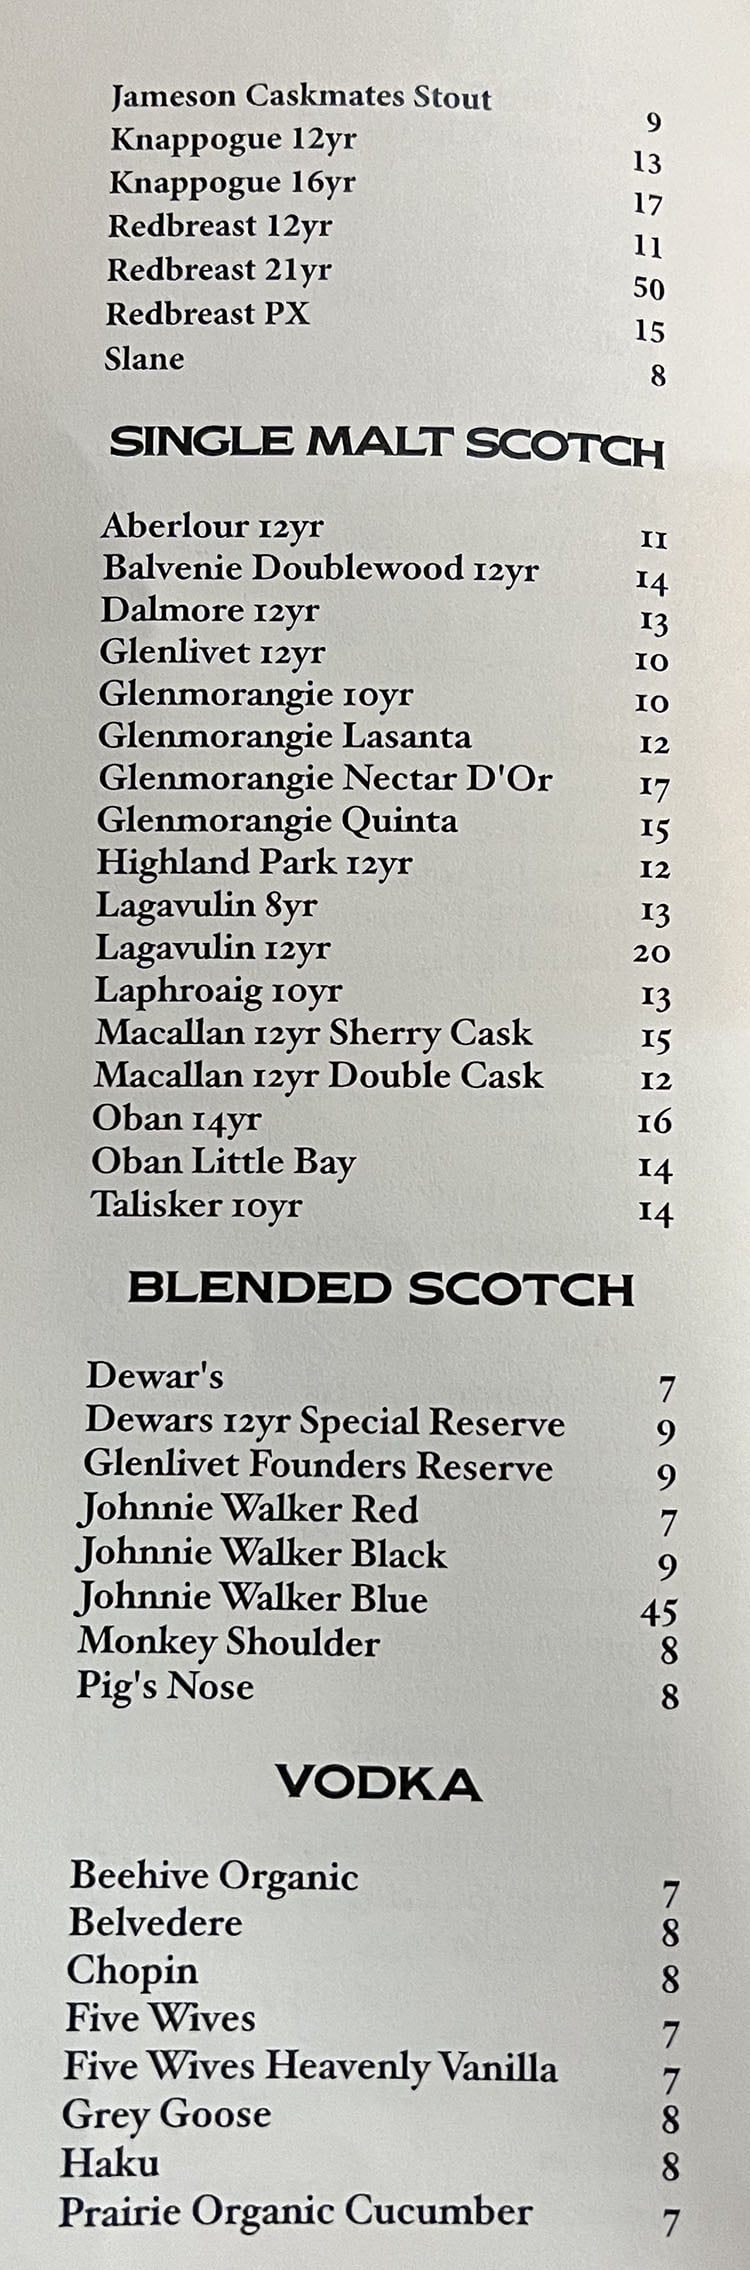 Jameson Caskmates Stout 9
Knappogue 12yr 13
Knappogue 16yr 17
Redbreast 12yr 11
Redbreast 21yr 50
Redbreast PX 15
Slane 8
SINGLE MALT SCOTCH
Aberlour 12yr 11
Balvenie Doublewood 12yr 14
Dalmore 12yr 13
Glenlivet 12yr 10
Glenmorangie 10yr 10
Glenmorangie Lasanta 12
Glenmorangie Nectar D'Or 17
Glenmorangie Quinta 15
Highland Park 12yr 12
Lagavulin 8yr 13
Lagavulin 12yr 20
Laphroaig 10yr 13
Macallan 12yr Sherry Cask 15
Macallan 12yr Double Cask 12
Oban 14yr 16
Oban Little Bay 14
Talisker 10yr 14
BLENDED SCOTCH
Dewar's 7
Dewars 12yr Special Reserve 9
Glenlivet Founders Reserve 9
Johnnie Walker Red 7
Johnnie Walker Black 9
Johnnie Walker Blue 45
Monkey Shoulder 8
Pig's Nose 8
VODKA
Beehive Organic 7
Belvedere 8
Chopin 8
Five Wives 7
Five Wives Heavenly Vanilla 7
Grey Goose 8
Haku 8
Prairie Organic Cucumber 7